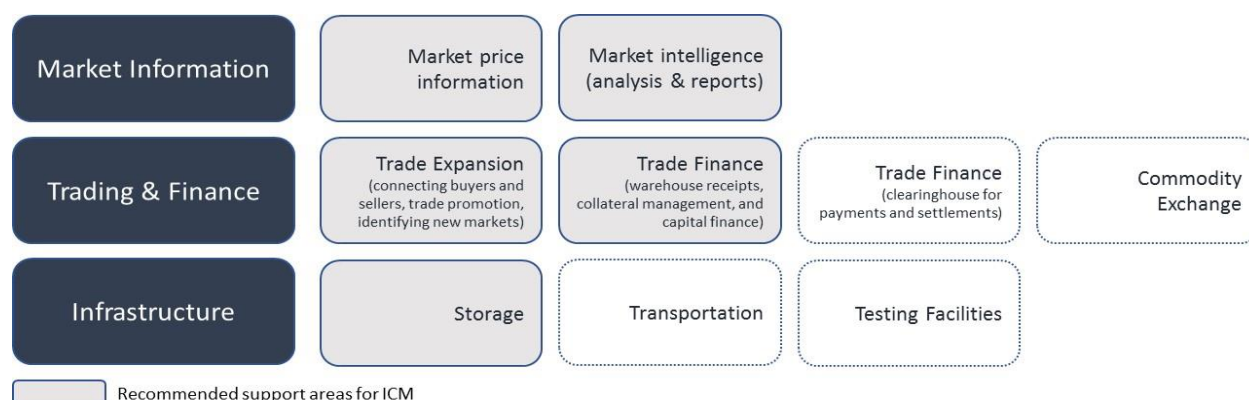 Market Information
Market price
information
Market intelligence
(analysis & reports)
Trading & Finance
Trade Expansion
(connecting buyers and
sellers, trade promotion,
identifying new markets)
Trade Finance
(warehouse receipts,
collateral management, and
capital finance)
Trade Finance
(clearinghouse for
payments and settlements)
Commodity
Exchange
Infrastructure
Storage
Transportation
Testing Facilities
Recommended support areas for ICM